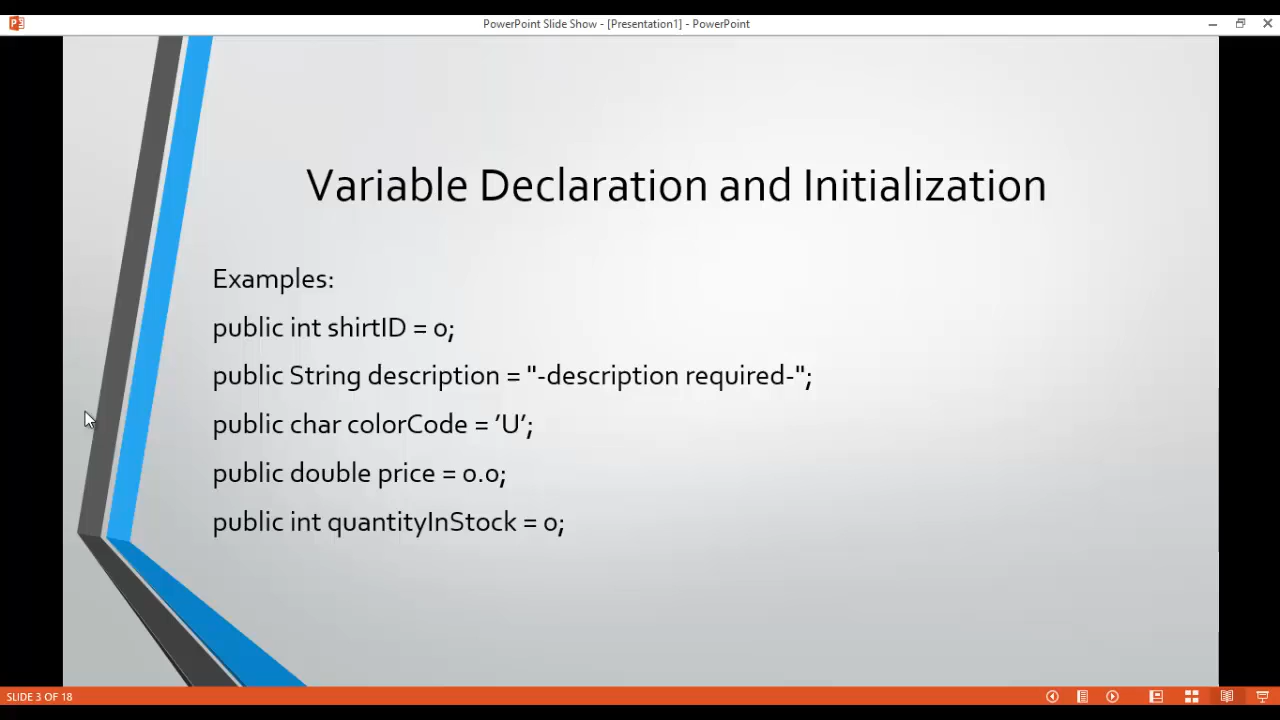 PowerPoint Slide Show - [Presentation1] - PowerPoint
Variable Declaration and Initialization
Examples:
public int shirtID = 0;
public String description = "-description required-";
public char colorCode = ’U’;
public double price = 0.0;
public int quantityInStock = 0;
SLIDE 3 OF 18